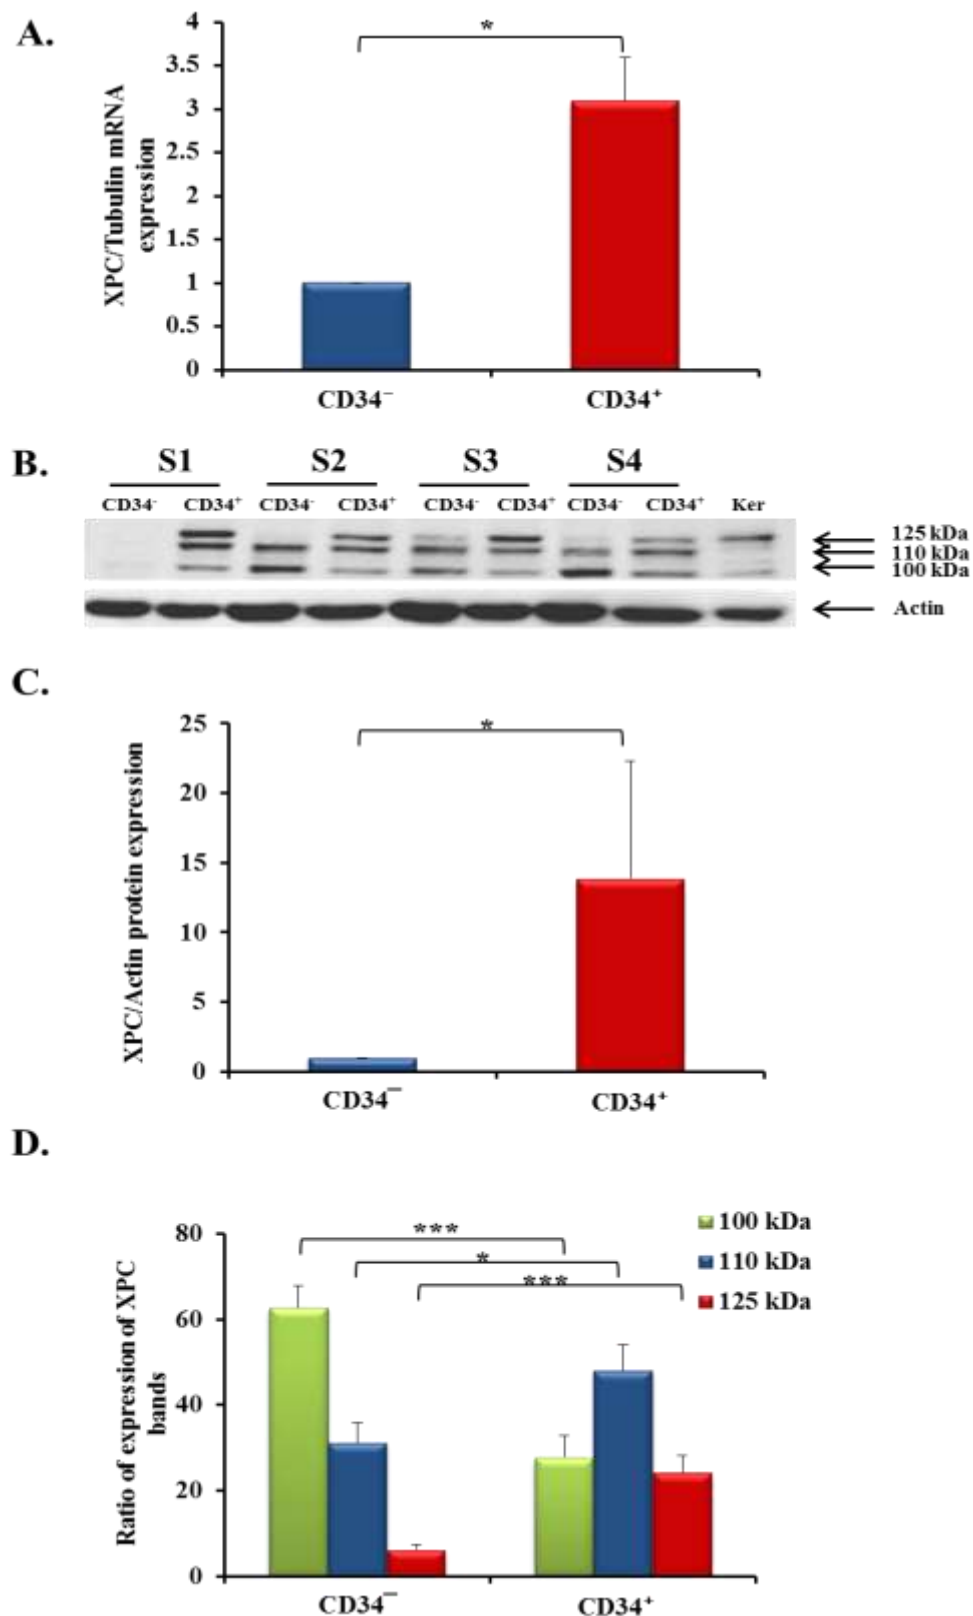 A.
*
4
3.5
3
2.5
2
1.5
1
0.5
0
XPC/Tubulin mRNA
expression
CD34⁻ CD34⁺
B.
S1 S2 S3 S4
CD34⁻ CD34⁺ CD34⁻ CD34⁺ CD34⁻ CD34⁺ CD34⁻ CD34⁺ Ker
125 kDa
110 kDa
100 kDa
Actin
C.
*
25
20
15
10
5
0
XPC/Actin protein expression
CD34⁻ CD34⁺
D.
100 kDa
110 kDa
125 kDa
***
*
***
80
60
40
20
0
Ratio of expression of XPC
bands
CD34⁻ CD34⁺